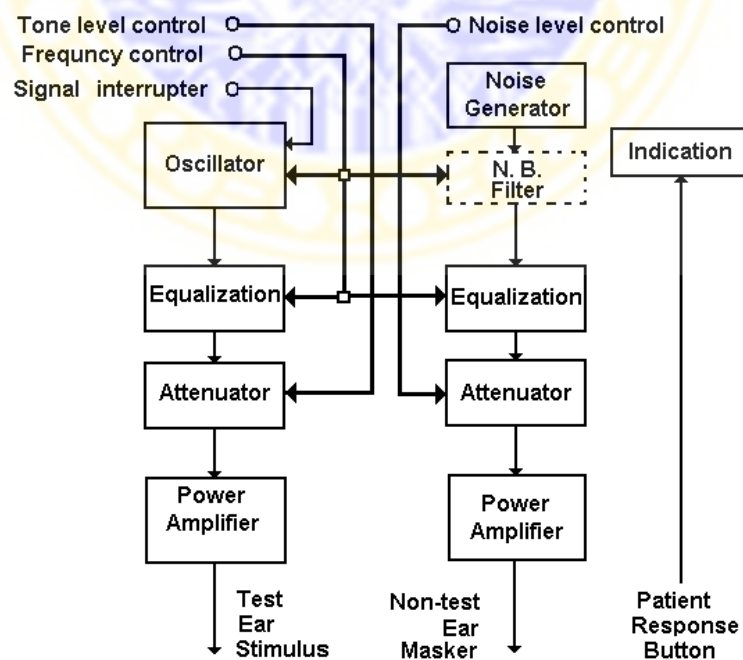 Tone level control
Frequncy control
Signal interrupter
Noise level control
Noise
Generator
Oscillator
N. B.
Filter
Indication
Equalization
Equalization
Attenuator
Attenuator
Power
Amplifier
Power
Amplifier
Test
Ear
Stimulus
Non-test
Ear
Masker
Patient
Response
Button